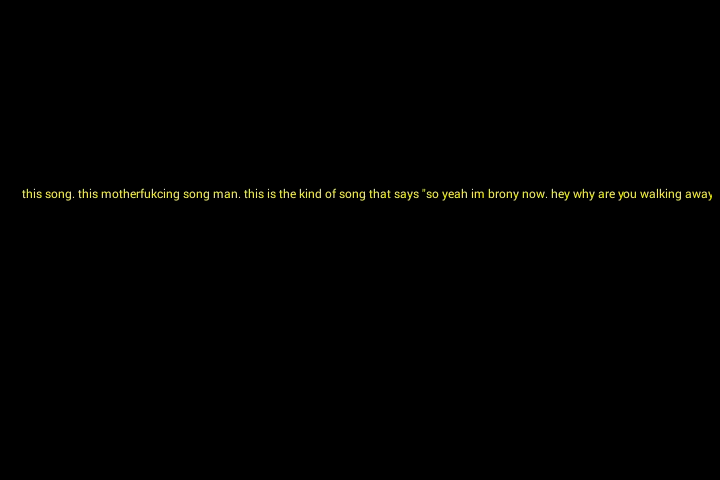 this song. this motherfukcing song man. this is the kind of song that says "so yeah im brony now. hey why are you walking away